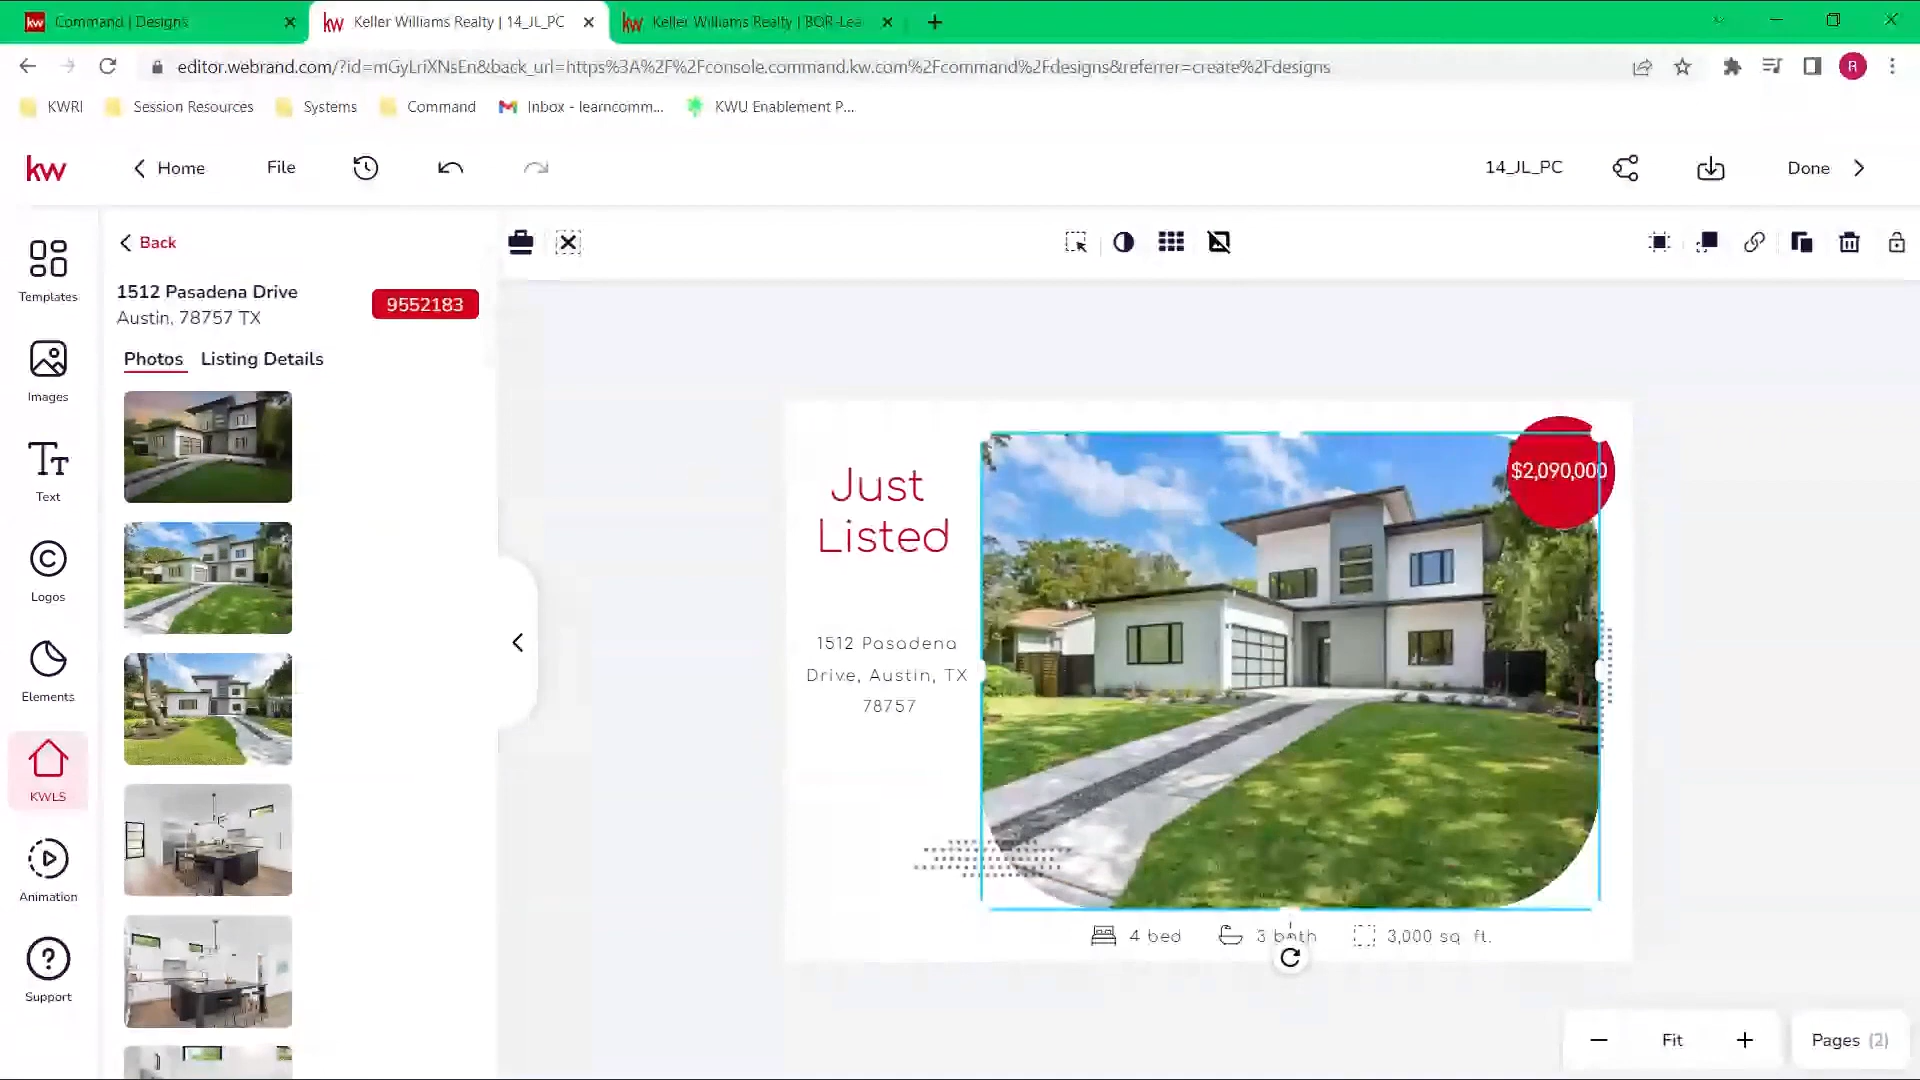 Command | Designs
Keller Williams Realty | 14_JL_PC
Keller Williams Realty | BOR-Lea
editor.webrand.com/?id=mGyLriXNsEn&back_url=https%3A%2F%2Fconsole.command.kw.com%2Fcommand%2Fdesigns&referrer=create%2Fdesigns
R
KWRI
Session Resources
Systems
Command
Inbox - learncomm...
KWU Enablement P...
kw
Home
File
14_JL_PC
Done
Templates
Images
Text
Logos
Elements
KWLS
Animation
Support
Back
1512 Pasadena Drive
Austin, 78757 TX
9552183
Photos
Listing Details
Just
Listed
1512 Pasadena
Drive, Austin, TX
78757
$2,090,000
4 bed
3 bath
3,000 sq. ft.
Fit
Pages (2)